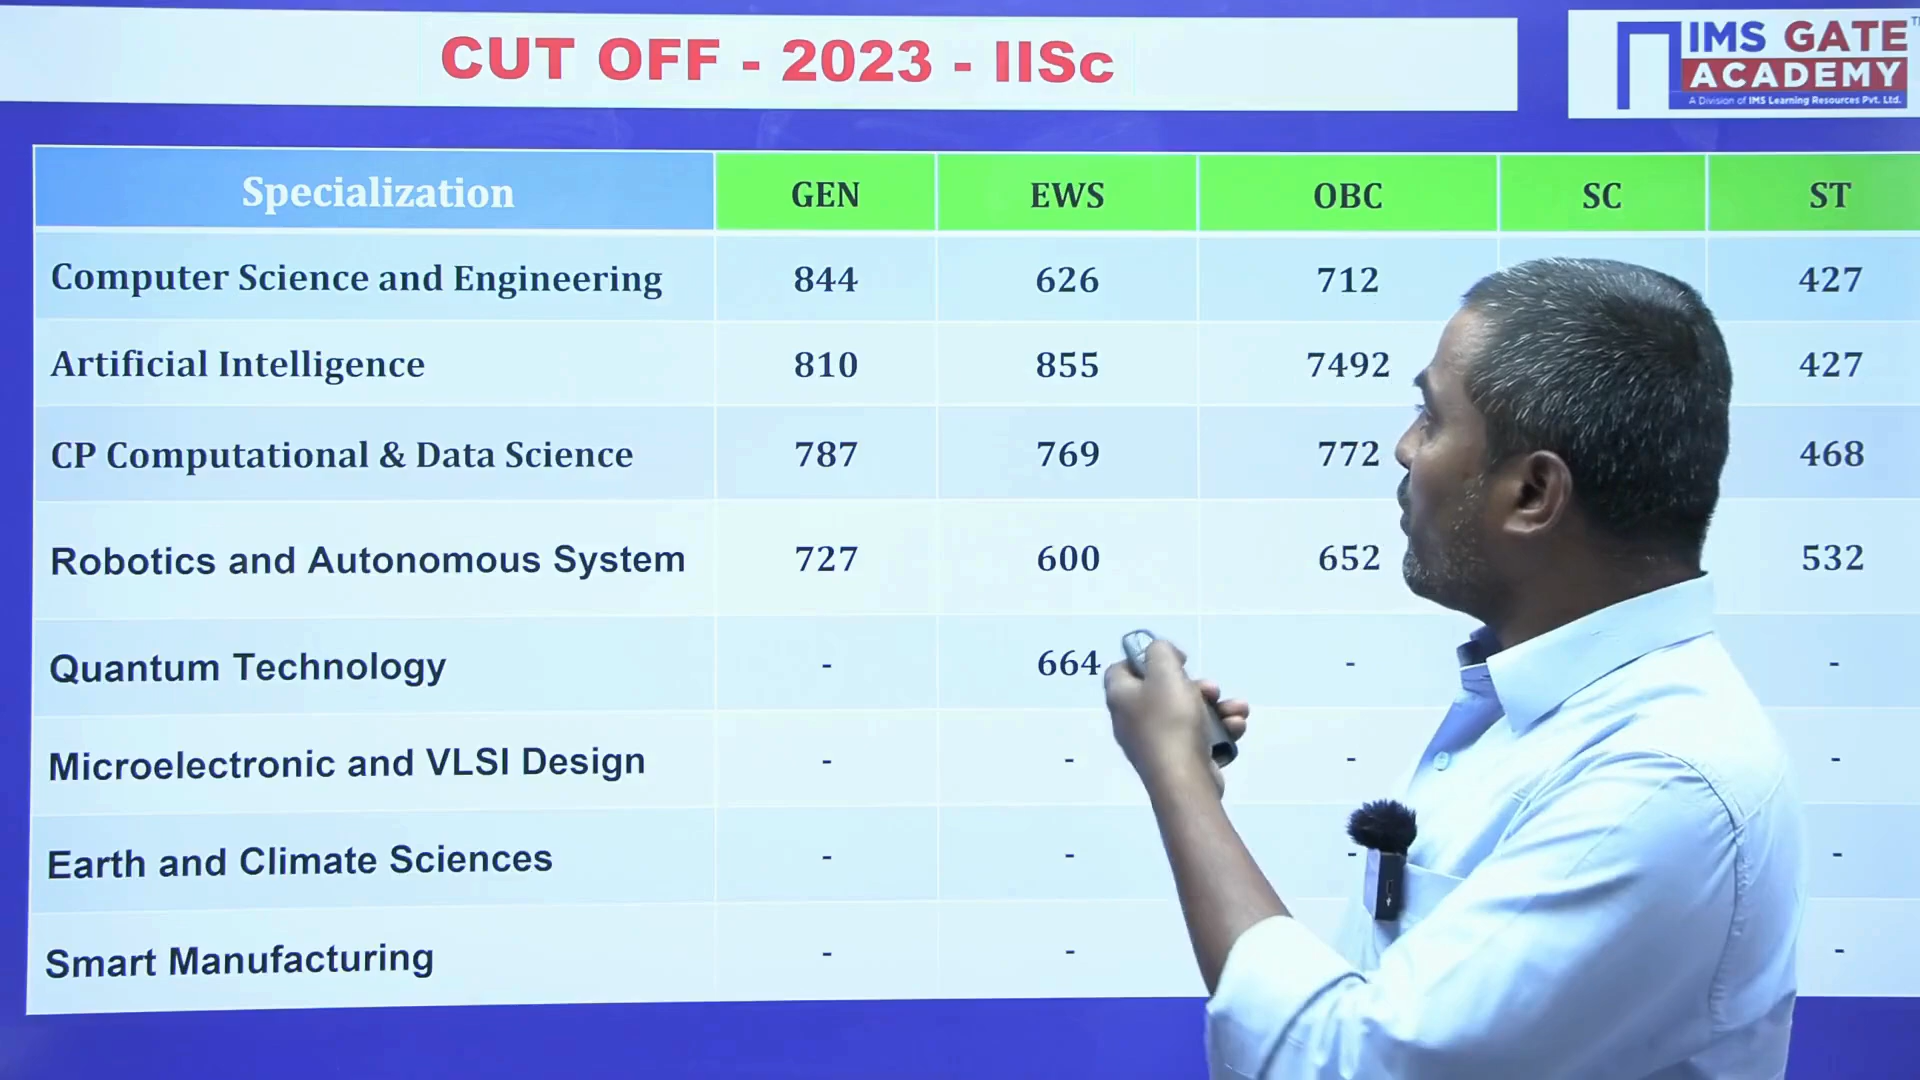 CUT OFF - 2023 - IISc
IMS GATE
ACADEMY
A Division of IMS Learning Resources Pvt. Ltd.
Specialization GEN EWS OBC SC ST
Computer Science and Engineering 844 626 712 427
Artificial Intelligence 810 855 7492 427
CP Computational & Data Science 787 769 772 468
Robotics and Autonomous System 727 600 652 532
Quantum Technology - 664 - -
Microelectronic and VLSI Design - - - -
Earth and Climate Sciences - - - -
Smart Manufacturing - - -